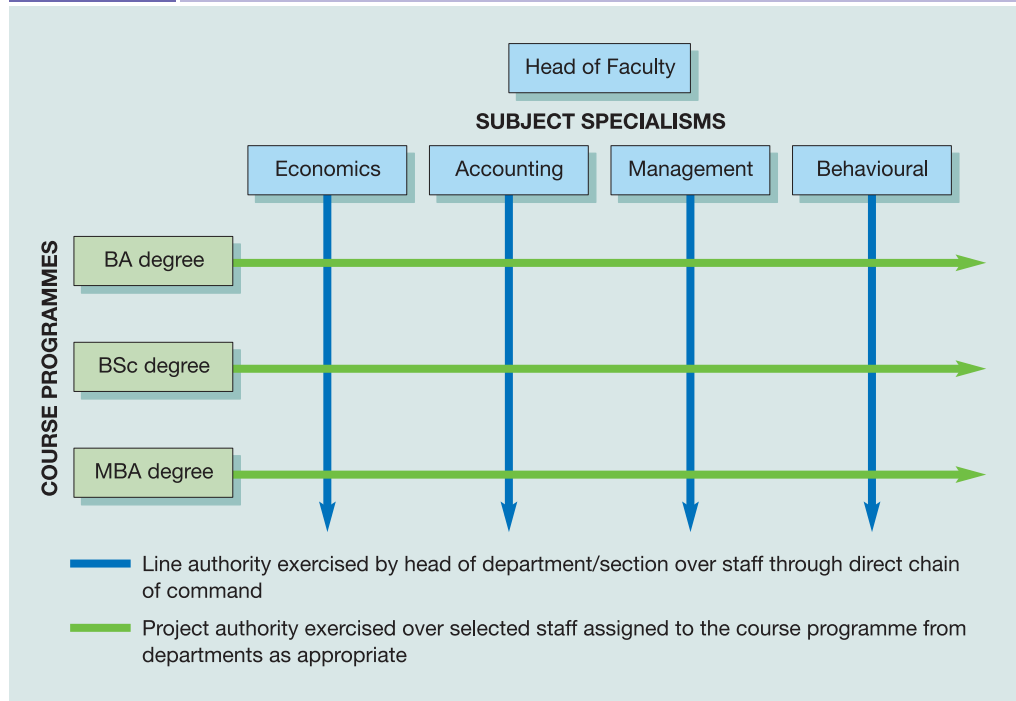 Head of Faculty
SUBJECT SPECIALISMS
Economics
Accounting
Management
Behavioural
COURSE PROGRAMMES
BA degree
BSc degree
MBA degree
Line authority exercised by head of department/section over staff through direct chain
of command
Project authority exercised over selected staff assigned to the course programme from
departments as appropriate